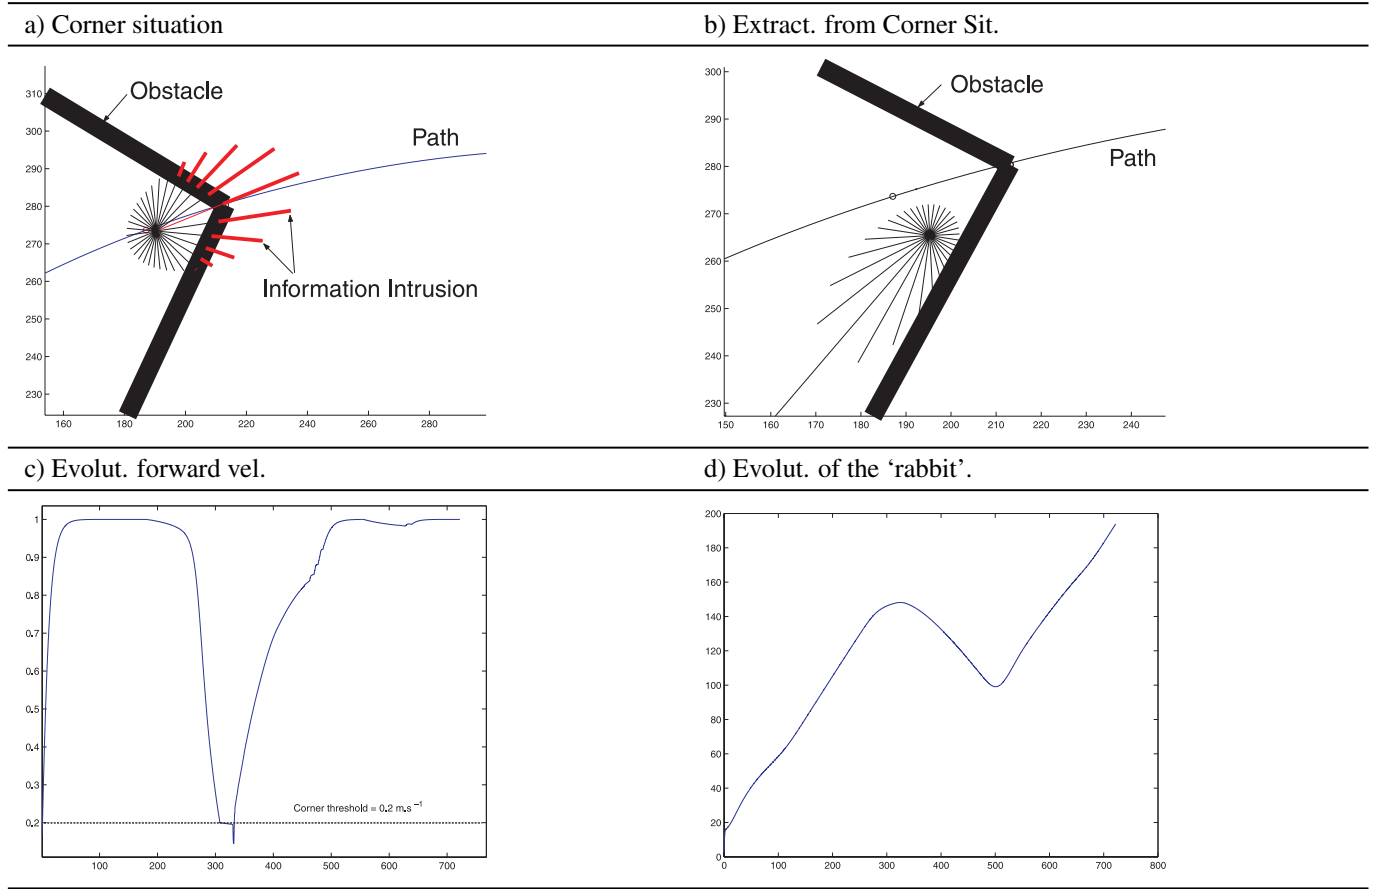 a) Corner situation
b) Extract. from Corner Sit.
Obstacle
Path
Information Intrusion
310
300
290
280
270
260
250
240
230
160 180 200 220 240 260 280
Obstacle
Path
300
290
280
270
260
250
240
230
150 160 170 180 190 200 210 220 230 240
c) Evolut. forward vel.
d) Evolut. of the ‘rabbit’.
1
0.9
0.8
0.7
0.6
0.5
0.4
0.3
0.2
Corner threshold = 0.2 m.s⁻¹
100 200 300 400 500 600 700
200
180
160
140
120
100
80
60
40
20
0
0 100 200 300 400 500 600 700 800